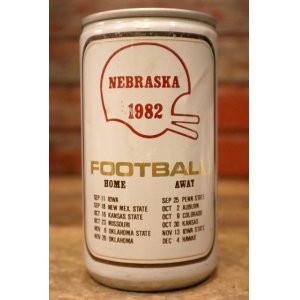 NEBRASKA
1982
FOOTBALL
HOME AWAY
SEP 11 IOWA SEP 25 PENN STATE
SEP 18 NEW MEX. STATE OCT 2 AUBURN
OCT 16 KANSAS STATE OCT 9 COLORADO
OCT 23 MISSOURI OCT 30 KANSAS
NOV 6 OKLAHOMA STATE NOV 13 IOWA STATE
NOV 26 OKLAHOMA DEC 4 HAWAII